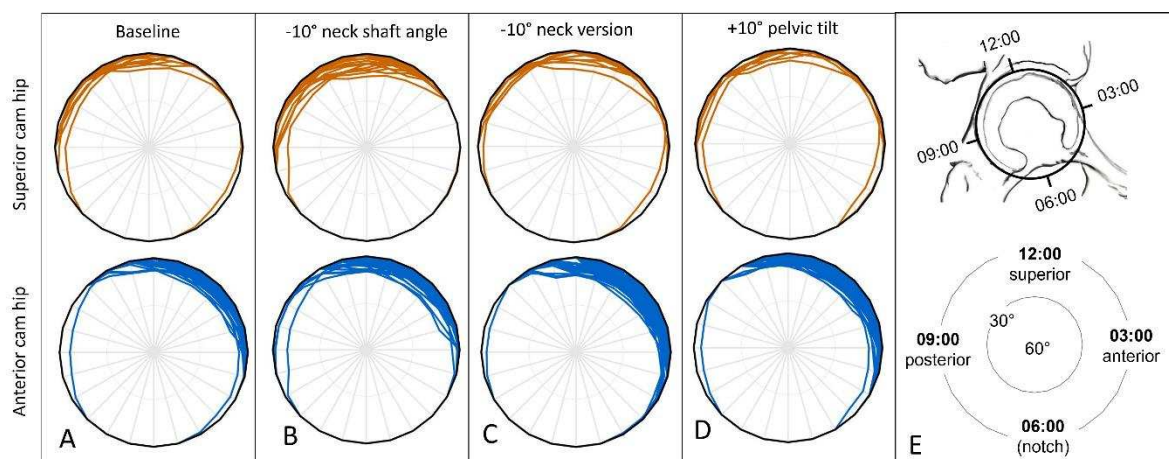 Baseline
-10° neck shaft angle
-10° neck version
+10° pelvic tilt
Superior cam hip
Anterior cam hip
A
B
C
D
E
12:00
03:00
09:00
06:00
12:00
superior
30°
60°
09:00
posterior
03:00
anterior
06:00
(notch)